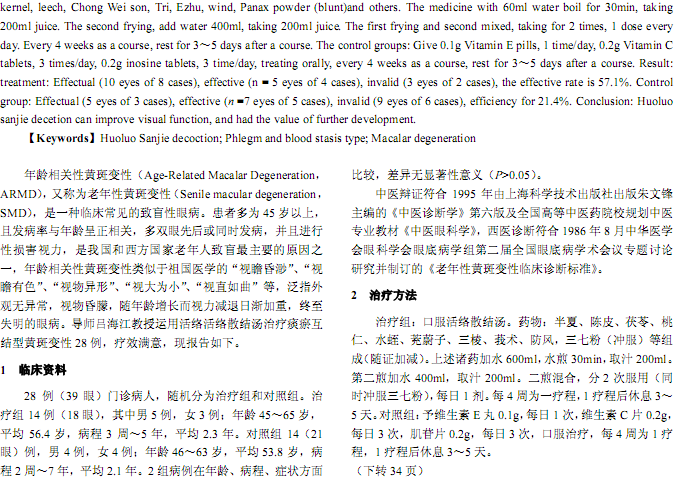 kernel, leech, Chong Wei son, Tri, Ezhu, wind, Panax powder (blunt)and others. The medicine with 60ml water boil for 30min, taking
200ml juice. The second frying, add water 400ml, taking 200ml juice. The first frying and second mixed, taking for 2 times, 1 dose every
day. Every 4 weeks as a course, rest for 3～5 days after a course. The control groups: Give 0.1g Vitamin E pills, 1 time/day, 0.2g Vitamin C
tablets, 3 times/day, 0.2g inosine tablets, 3 time/day, treating orally, every 4 weeks as a course, rest for 3～5 days after a course. Result:
treatment: Effectual (10 eyes of 8 cases), effective (n = 5 eyes of 4 cases), invalid (3 eyes of 2 cases), the effective rate is 57.1%. Control
group: Effectual (5 eyes of 3 cases), effective (n =7 eyes of 5 cases), invalid (9 eyes of 6 cases), efficiency for 21.4%. Conclusion: Huoluo
sanjie decetion can improve visual function, and had the value of further development.
【Keywords】Huoluo Sanjie decoction; Phlegm and blood stasis type; Macalar degeneration
年龄相关性黄斑变性（Age-Related Macalar Degeneration，
ARMD），又称为老年性黄斑变性（Senile macular degeneration，
SMD），是一种临床常见的致盲性眼病。患者多为 45 岁以上，
且发病率与年龄呈正相关，多双眼先后或同时发病，并且进行
性损害视力，是我国和西方国家老年人致盲最主要的原因之
一，年龄相关性黄斑变性类似于祖国医学的“视瞻昏渺”、“视
瞻有色”、“视物异形”、“视大为小”、“视直如曲”等，泛指外
观无异常，视物昏朦，随年龄增长而视力减退日渐加重，终至
失明的眼病。导师吕海江教授运用活络活络散结汤治疗痰瘀互
结型黄斑变性 28 例，疗效满意，现报告如下。
1 临床资料
28 例（39 眼）门诊病人，随机分为治疗组和对照组。治
疗组 14 例（18 眼），其中男 5 例，女 3 例；年龄 45～65 岁，
平均 56.4 岁，病程 3 周～5 年，平均 2.3 年。对照组 14（21
眼）例，男 4 例，女 4 例；年龄 46～63 岁，平均 53.8 岁，病
程 2 周～7 年，平均 2.1 年。2 组病例在年龄、病程、症状方面
比较，差异无显著性意义（P>0.05）。
中医辩证符合 1995 年由上海科学技术出版社出版朱文锋
主编的《中医诊断学》第六版及全国高等中医药院校规划中医
专业教材《中医眼科学》，西医诊断符合 1986 年 8 月中华医学
会眼科学会眼底病学组第二届全国眼底病学术会议专题讨论
研究并制订的《老年性黄斑变性临床诊断标准》。
2 治疗方法
治疗组：口服活络散结汤。药物：半夏、陈皮、茯苓、桃
仁、水蛭、茺蔚子、三棱、莪术、防风，三七粉（冲服）等组
成（随证加减）。上述诸药加水 600ml，水煎 30min，取汁 200ml。
第二煎加水 400ml，取汁 200ml。二煎混合，分 2 次服用（同
时冲服三七粉），每日 1 剂。每 4 周为一疗程，1 疗程后休息 3～
5 天。对照组：予维生素 E 丸 0.1g，每日 1 次，维生素 C 片 0.2g，
每日 3 次，肌苷片 0.2g，每日 3 次，口服治疗，每 4 周为 1 疗
程，1 疗程后休息 3～5 天。
（下转 34 页）